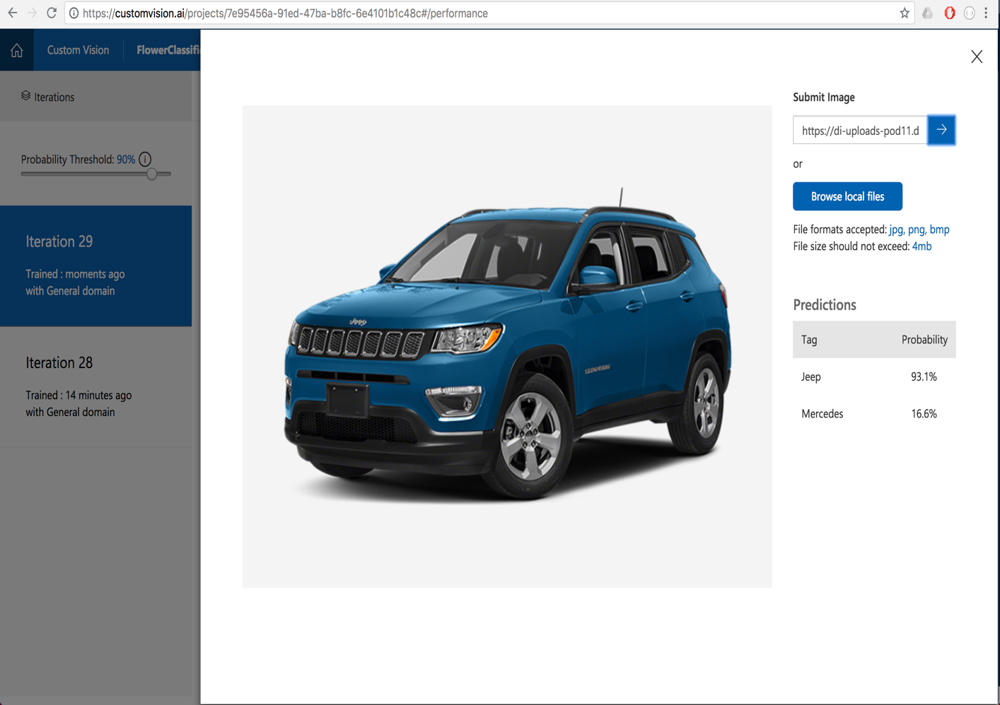 https://customvision.ai/projects/7e95456a-91ed-47ba-b8fc-6e4101b1c48c#/performance
Custom Vision
FlowerClassifi
Iterations
Probability Threshold: 90%
Iteration 29
Trained : moments ago
with General domain
Iteration 28
Trained : 14 minutes ago
with General domain
Jeep
Submit Image
https://di-uploads-pod11.d
or
Browse local files
File formats accepted: jpg, png, bmp
File size should not exceed: 4mb
Predictions
Tag Probability
Jeep 93.1%
Mercedes 16.6%